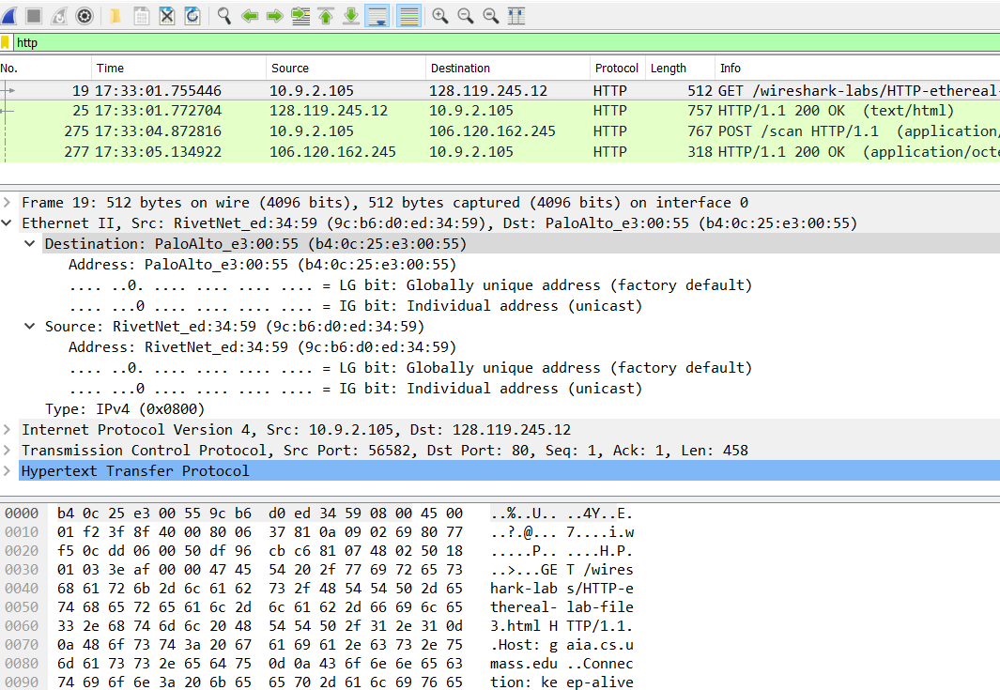 http
No. Time Source Destination Protocol Length Info
19 17:33:01.755446 10.9.2.105 128.119.245.12 HTTP 512 GET /wireshark-labs/HTTP-ethereal-
25 17:33:01.772704 128.119.245.12 10.9.2.105 HTTP 757 HTTP/1.1 200 OK (text/html)
275 17:33:04.872816 10.9.2.105 106.120.162.245 HTTP 767 POST /scan HTTP/1.1 (application/
277 17:33:05.134922 106.120.162.245 10.9.2.105 HTTP 318 HTTP/1.1 200 OK (application/octe
Frame 19: 512 bytes on wire (4096 bits), 512 bytes captured (4096 bits) on interface 0
Ethernet II, Src: RivetNet_ed:34:59 (9c:b6:d0:ed:34:59), Dst: PaloAlto_e3:00:55 (b4:0c:25:e3:00:55)
Destination: PaloAlto_e3:00:55 (b4:0c:25:e3:00:55)
Address: PaloAlto_e3:00:55 (b4:0c:25:e3:00:55)
.... ..0. .... .... .... .... = LG bit: Globally unique address (factory default)
.... ...0 .... .... .... .... = IG bit: Individual address (unicast)
Source: RivetNet_ed:34:59 (9c:b6:d0:ed:34:59)
Address: RivetNet_ed:34:59 (9c:b6:d0:ed:34:59)
.... ..0. .... .... .... .... = LG bit: Globally unique address (factory default)
.... ...0 .... .... .... .... = IG bit: Individual address (unicast)
Type: IPv4 (0x0800)
Internet Protocol Version 4, Src: 10.9.2.105, Dst: 128.119.245.12
Transmission Control Protocol, Src Port: 56582, Dst Port: 80, Seq: 1, Ack: 1, Len: 458
Hypertext Transfer Protocol
0000 b4 0c 25 e3 00 55 9c b6 d0 ed 34 59 08 00 45 00 ..%..U.. ..4Y..E.
0010 01 f2 3f 8f 40 00 80 06 37 81 0a 09 02 69 80 77 ..?.@... 7....i.w
0020 f5 0c dd 06 00 50 df 96 cb c6 81 07 48 02 50 18 .....P.. ....H.P.
0030 01 03 3e af 00 00 47 45 54 20 2f 77 69 72 65 73 ..>...GE T /wires
0040 68 61 72 6b 2d 6c 61 62 73 2f 48 54 54 50 2d 65 hark-lab s/HTTP-e
0050 74 68 65 72 65 61 6c 2d 6c 61 62 2d 66 69 6c 65 thereal- lab-file
0060 33 2e 68 74 6d 6c 20 48 54 54 50 2f 31 2e 31 0d 3.html H TTP/1.1.
0070 0a 48 6f 73 74 3a 20 67 61 69 61 2e 63 73 2e 75 .Host: g aia.cs.u
0080 6d 61 73 73 2e 65 64 75 0d 0a 43 6f 6e 6e 65 63 mass.edu ..Connec
0090 74 69 6f 6e 3a 20 6b 65 65 70 2d 61 6c 69 76 65 tion: ke ep-alive